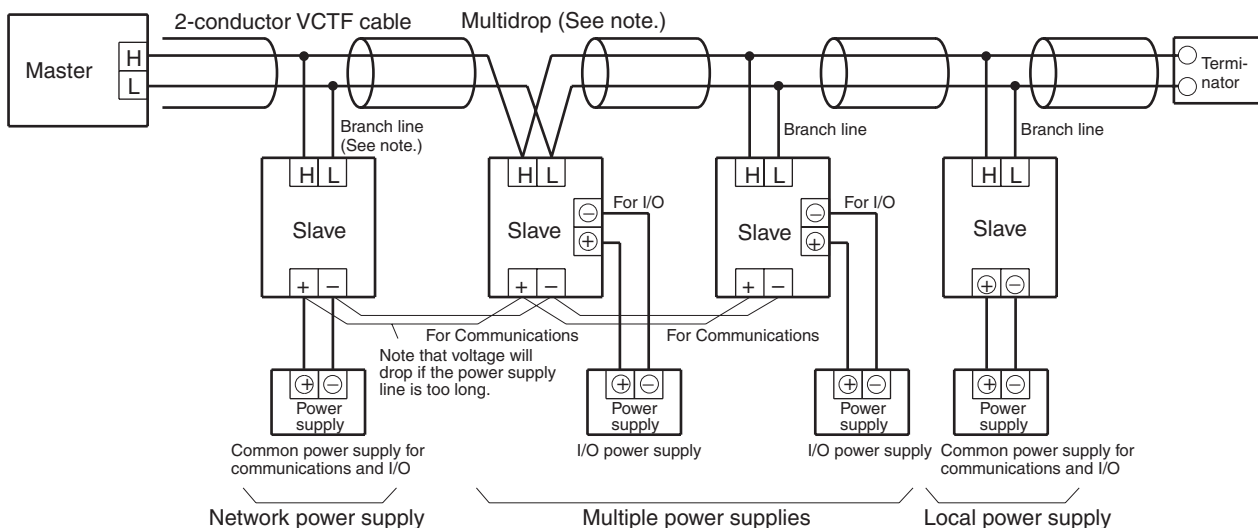 2-conductor VCTF cable
Multidrop (See note.)
Master
H
L
Termi-
nator
Branch line
(See note.)
Branch line
Branch line
H L
H L
H L
H L
Slave
Slave
Slave
Slave
For I/O
−
+
For I/O
−
+
+ −
+ −
+ −
+ −
For Communications
For Communications
Note that voltage will
drop if the power supply
line is too long.
+ −
Power
supply
+ −
Power
supply
+ −
Power
supply
+ −
Power
supply
Common power supply for
communications and I/O
I/O power supply
I/O power supply
Common power supply for
communications and I/O
Network power supply
Multiple power supplies
Local power supply